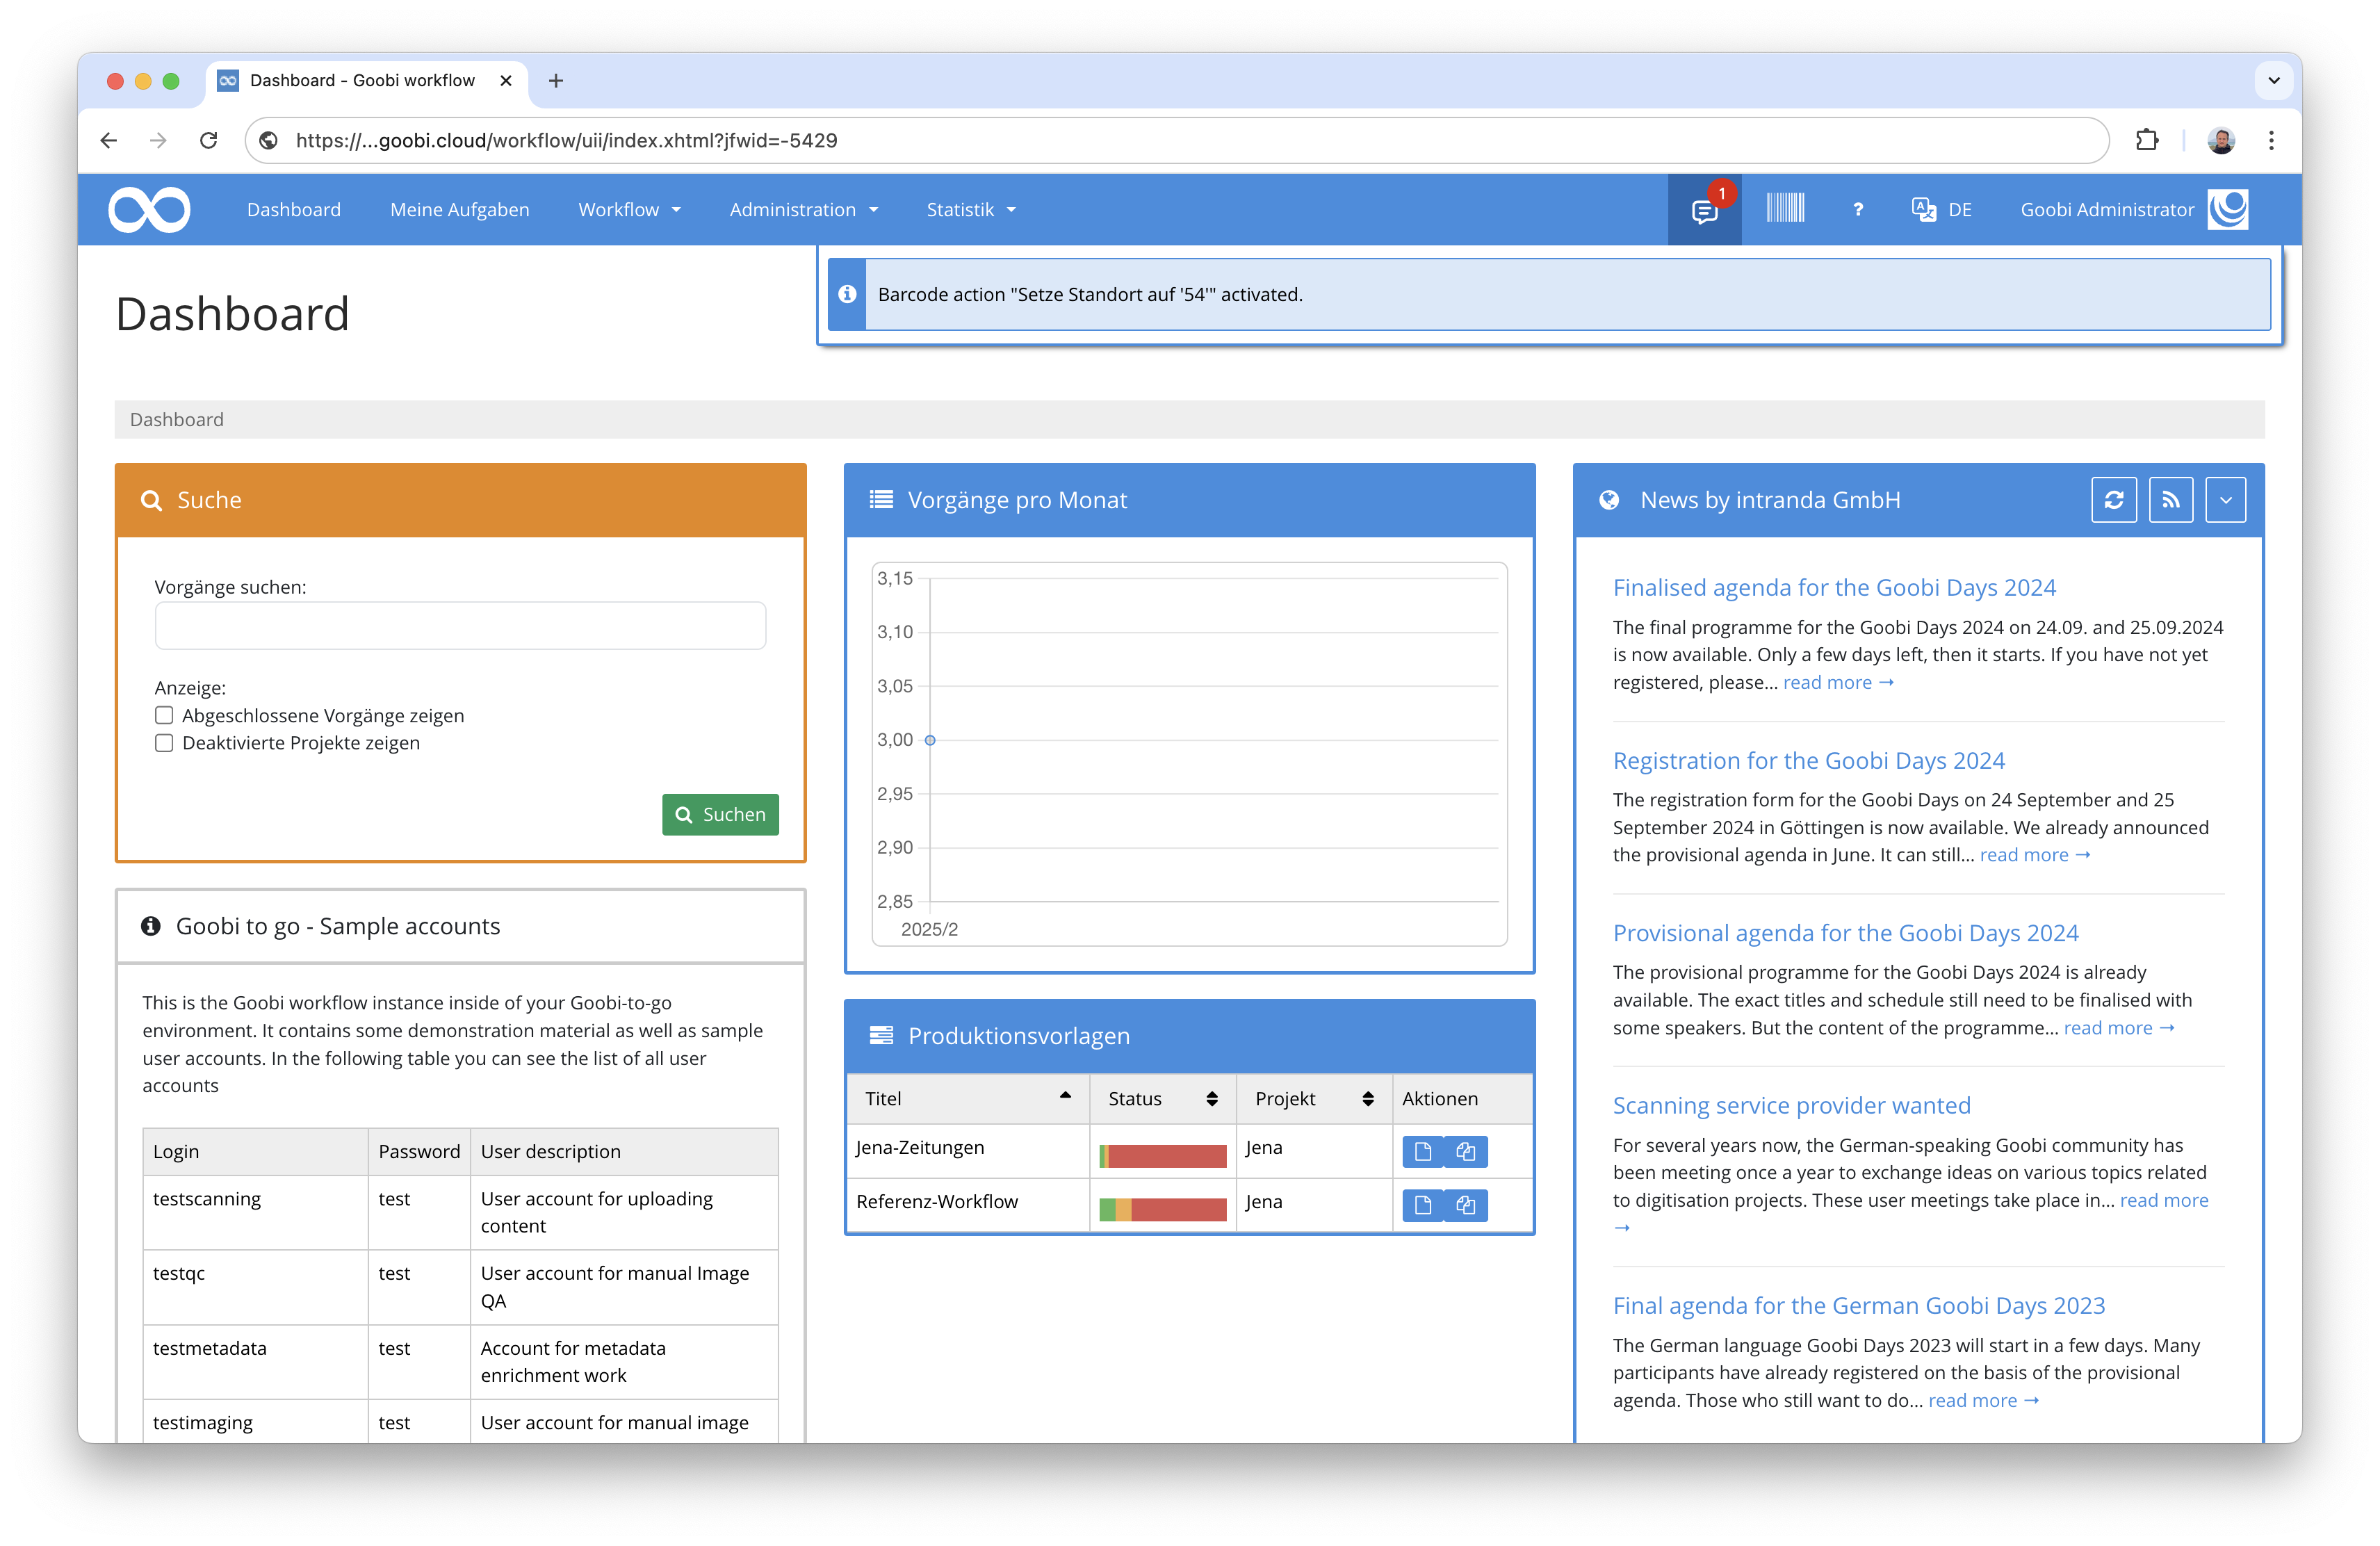 Dashboard - Goobi workflow
https://...goobi.cloud/workflow/uii/index.xhtml?jfwid=-5429
Dashboard Meine Aufgaben Workflow Administration Statistik 1 ? DE Goobi Administrator
Barcode action "Setze Standort auf '54'" activated.
Dashboard
Dashboard
Suche
Vorgänge suchen:
Anzeige:
Abgeschlossene Vorgänge zeigen
Deaktivierte Projekte zeigen
Suchen
Goobi to go - Sample accounts
This is the Goobi workflow instance inside of your Goobi-to-go
environment. It contains some demonstration material as well as sample
user accounts. In the following table you can see the list of all user
accounts
Login Password User description
testscanning test User account for uploading
content
testqc test User account for manual Image
QA
testmetadata test Account for metadata
enrichment work
testimaging test User account for manual image
Vorgänge pro Monat
3,15
3,10
3,05
3,00
2,95
2,90
2,85
2025/2
Produktionsvorlagen
Titel Status Projekt Aktionen
Jena-Zeitungen Jena
Referenz-Workflow Jena
News by intranda GmbH
Finalised agenda for the Goobi Days 2024
The final programme for the Goobi Days 2024 on 24.09. and 25.09.2024
is now available. Only a few days left, then it starts. If you have not yet
registered, please... read more →
Registration for the Goobi Days 2024
The registration form for the Goobi Days on 24 September and 25
September 2024 in Göttingen is now available. We already announced
the provisional agenda in June. It can still... read more →
Provisional agenda for the Goobi Days 2024
The provisional programme for the Goobi Days 2024 is already
available. The exact titles and schedule still need to be finalised with
some speakers. But the content of the programme... read more →
Scanning service provider wanted
For several years now, the German-speaking Goobi community has
been meeting once a year to exchange ideas on various topics related
to digitisation projects. These user meetings take place in... read more
→
Final agenda for the German Goobi Days 2023
The German language Goobi Days 2023 will start in a few days. Many
participants have already registered on the basis of the provisional
agenda. Those who still want to do... read more →